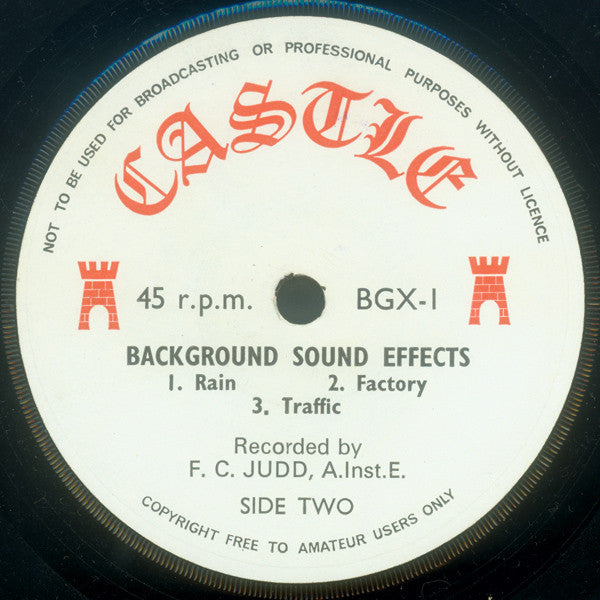 NOT TO BE USED FOR BROADCASTING OR PROFESSIONAL PURPOSES WITHOUT LICENCE
CASTLE
45 r.p.m. BGX-1
BACKGROUND SOUND EFFECTS
1. Rain 2. Factory
3. Traffic
Recorded by
F. C. JUDD, A.Inst.E.
SIDE TWO
COPYRIGHT FREE TO AMATEUR USERS ONLY